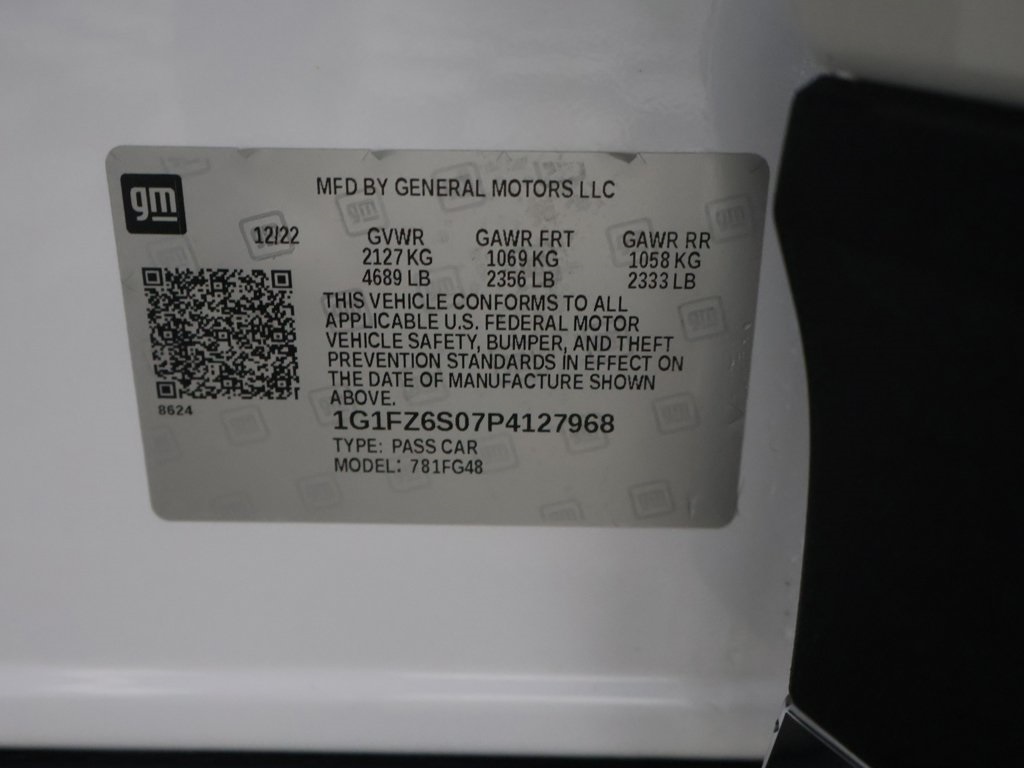 gm
MFD BY GENERAL MOTORS LLC
12/22 GVWR GAWR FRT GAWR RR
2127 KG 1069 KG 1058 KG
4689 LB 2356 LB 2333 LB
THIS VEHICLE CONFORMS TO ALL
APPLICABLE U.S. FEDERAL MOTOR
VEHICLE SAFETY, BUMPER, AND THEFT
PREVENTION STANDARDS IN EFFECT ON
THE DATE OF MANUFACTURE SHOWN
ABOVE.
8624
1G1FZ6S07P4127968
TYPE: PASS CAR
MODEL: 781FG48